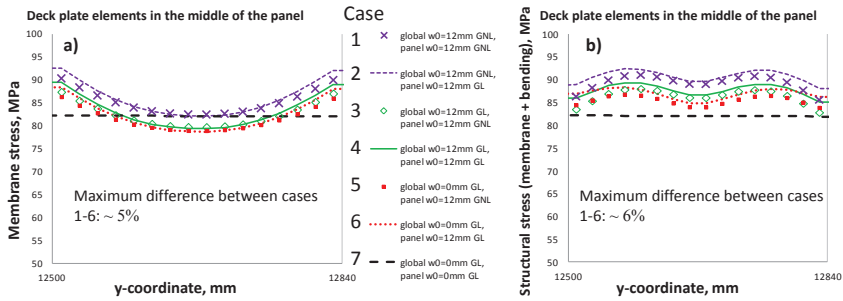 Deck plate elements in the middle of the panel
a)
Membrane stress, MPa
100
95
90
85
80
75
70
65
60
55
50
Maximum difference between cases
1-6: ~ 5%
12500
12840
y-coordinate, mm
Case
1 global w0=12mm GNL,
panel w0=12mm GNL
2 global w0=12mm GNL,
panel w0=12mm GL
3 global w0=12mm GL,
panel w0=12mm GNL
4 global w0=12mm GL,
panel w0=12mm GL
5 global w0=0mm GL,
panel w0=12mm GNL
6 global w0=0mm GL,
panel w0=12mm GL
7 global w0=0mm GL,
panel w0=0mm GL
Deck plate elements in the middle of the panel
b)
Structural stress (membrane + bending), MPa
100
95
90
85
80
75
70
65
60
55
50
Maximum difference between cases
1-6: ~ 6%
12500
12840
y-coordinate, mm